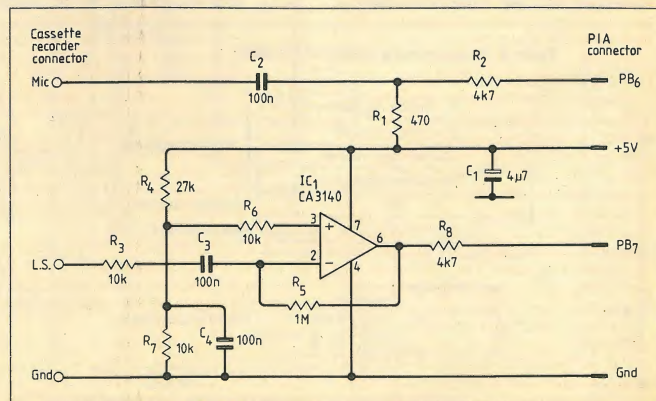 Cassette
recorder
connector
PIA
connector
Mic
C2
100n
R2
4k7
PB6
R1
470
+5V
C1
4µ7
R4
27k
IC1
CA3140
R6
10k
3
+
7
6
R8
4k7
PB7
L.S.
R3
10k
C3
100n
2
−
4
R5
1M
R7
10k
C4
100n
Gnd
Gnd